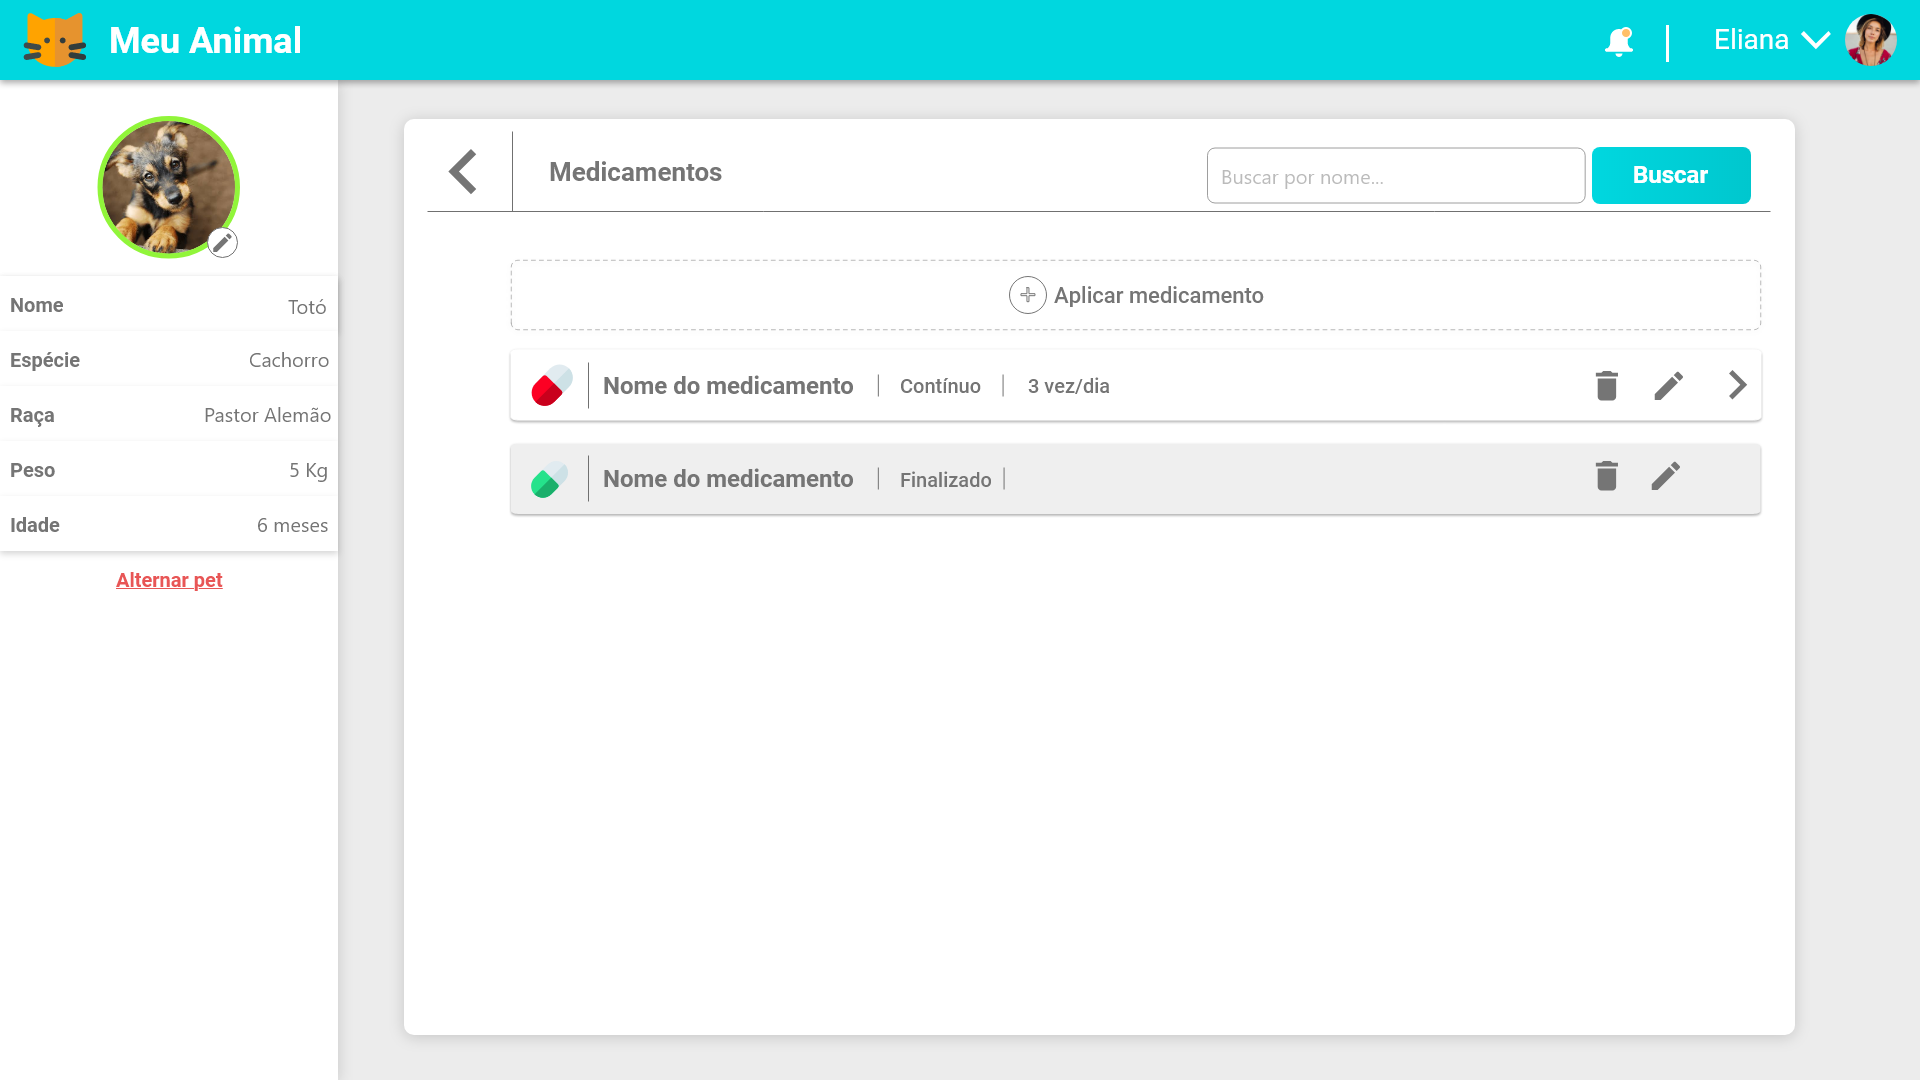 Meu Animal
Eliana
Nome Totó
Espécie Cachorro
Raça Pastor Alemão
Peso 5 Kg
Idade 6 meses
Alternar pet
Medicamentos
Buscar por nome...
Buscar
Aplicar medicamento
Nome do medicamento | Contínuo | 3 vez/dia
Nome do medicamento | Finalizado |